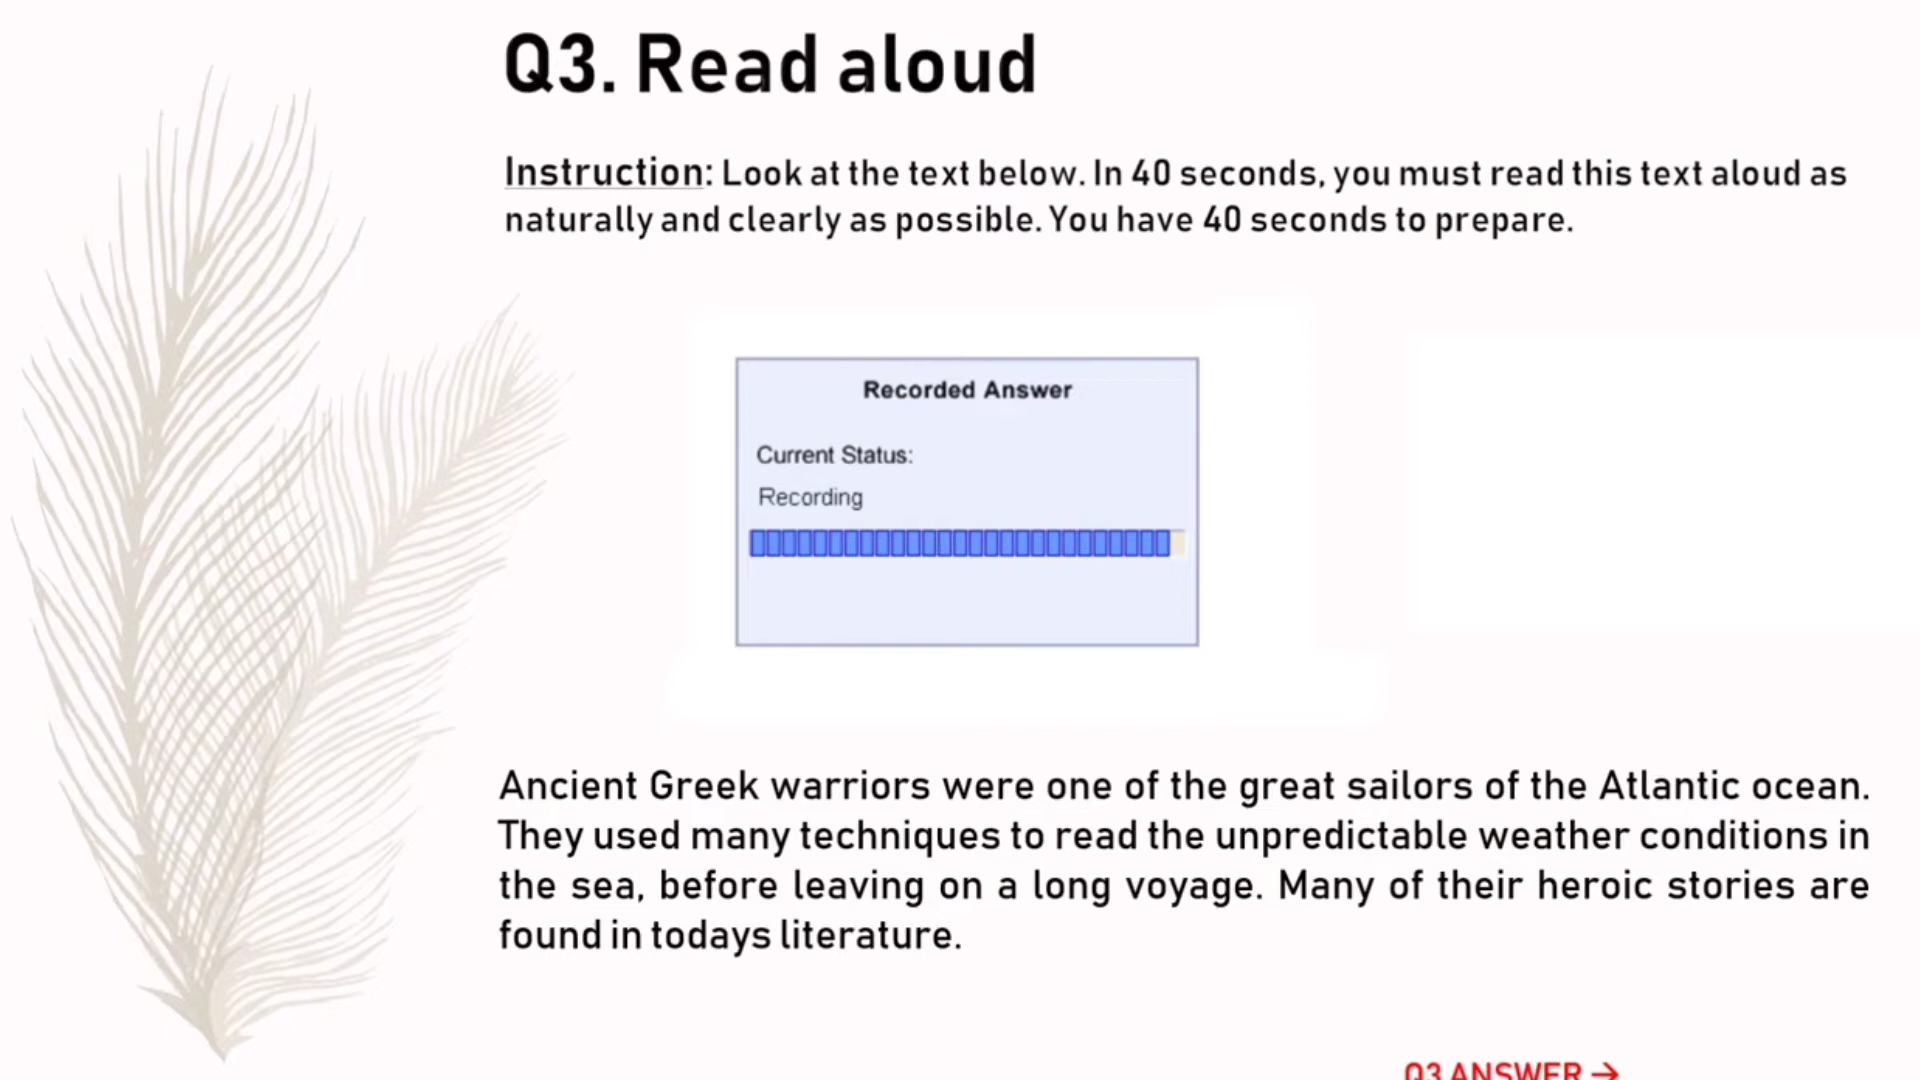 Q3. Read aloud
Instruction: Look at the text below. In 40 seconds, you must read this text aloud as
naturally and clearly as possible. You have 40 seconds to prepare.
Recorded Answer
Current Status:
Recording
Ancient Greek warriors were one of the great sailors of the Atlantic ocean.
They used many techniques to read the unpredictable weather conditions in
the sea, before leaving on a long voyage. Many of their heroic stories are
found in todays literature.
Q3 ANSWER →